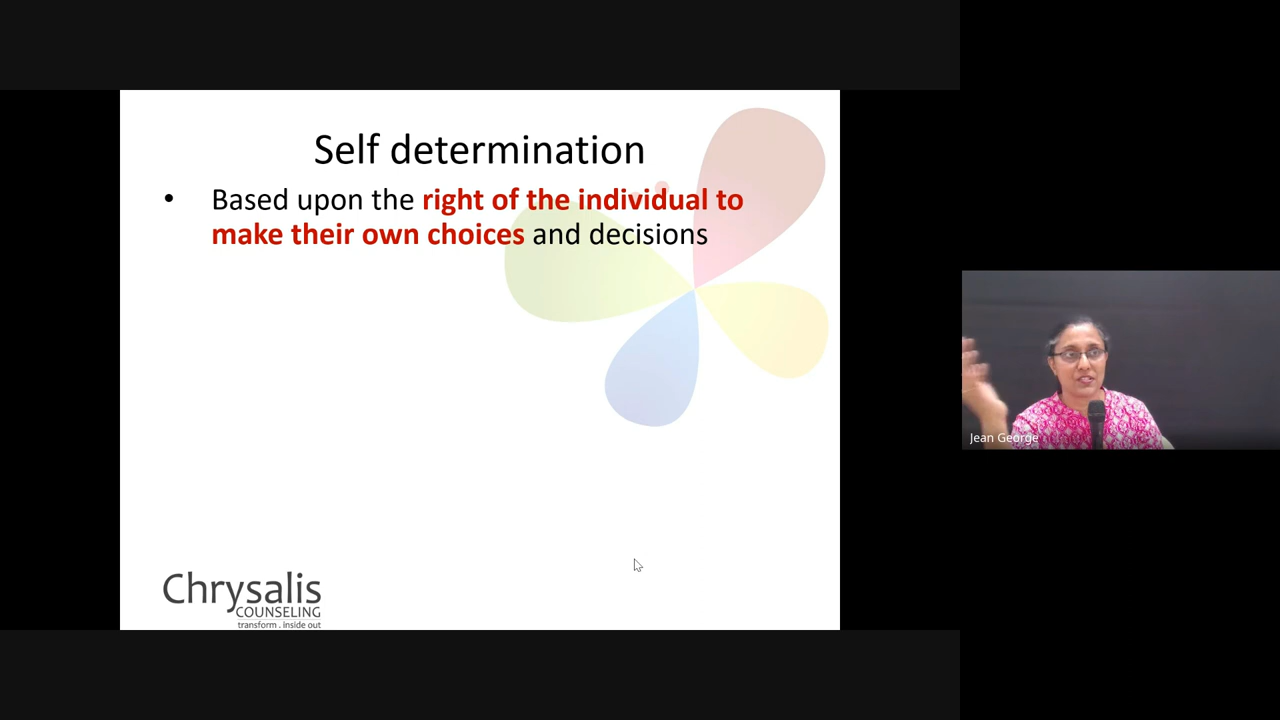 Self determination
• Based upon the right of the individual to
make their own choices and decisions
Chrysalis
COUNSELING
transform . inside out
Jean George